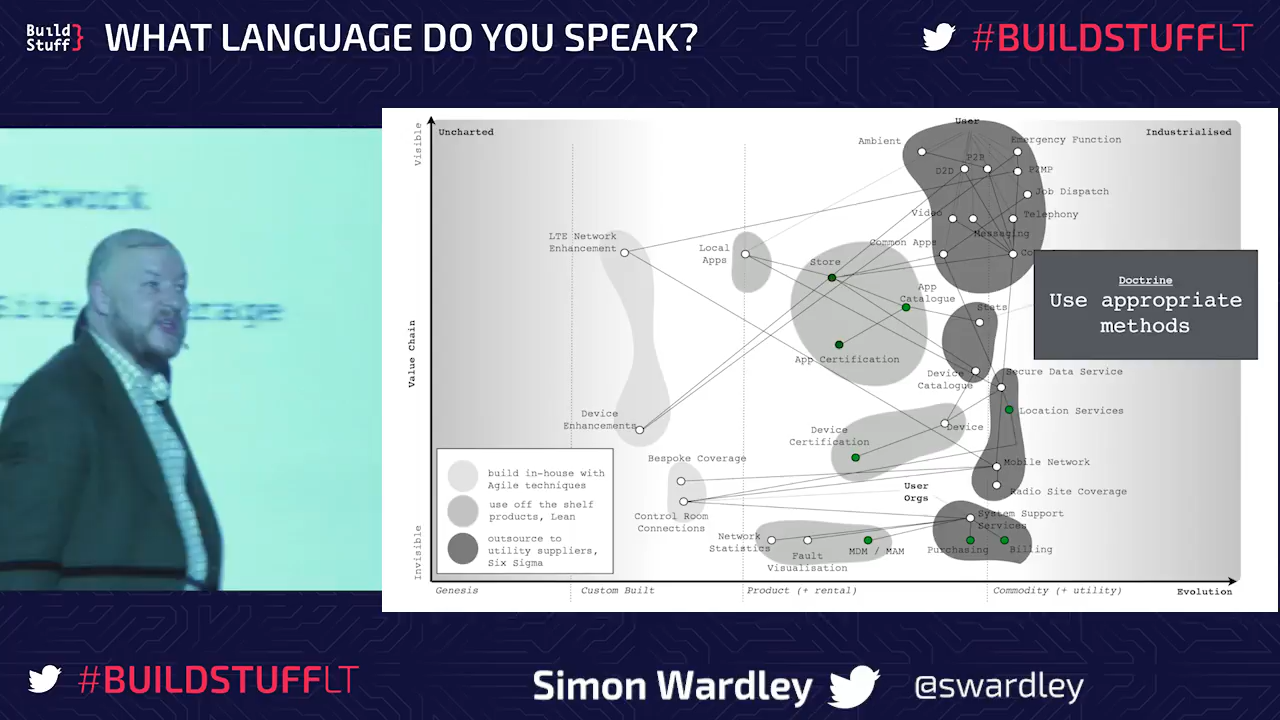 Build
Stuff}
WHAT LANGUAGE DO YOU SPEAK?
#BUILDSTUFFLT
Network
Visible
Uncharted
User
Industrialised
Ambient
Emergency Function
P2B
D2D
P2MP
Job Dispatch
Video
Telephony
Messaging
LTE Network
Enhancement
Local
Apps
Common Apps
Store
App
Catalogue
Stats
App Certification
Doctrine
Use appropriate
methods
Value Chain
Device
Catalogue
Secure Data Service
Location Services
Device
Enhancements
Device
Certification
Device
Bespoke Coverage
Mobile Network
User
Orgs
Radio Site Coverage
Control Room
Connections
System Support
Services
Network
Statistics
Fault
Visualisation
MDM / MAM
Purchasing
Billing
build in-house with
Agile techniques
use off the shelf
products, Lean
outsource to
utility suppliers,
Six Sigma
Invisible
Genesis
Custom Built
Product (+ rental)
Commodity (+ utility)
Evolution
#BUILDSTUFFLT
Simon Wardley
@swardley